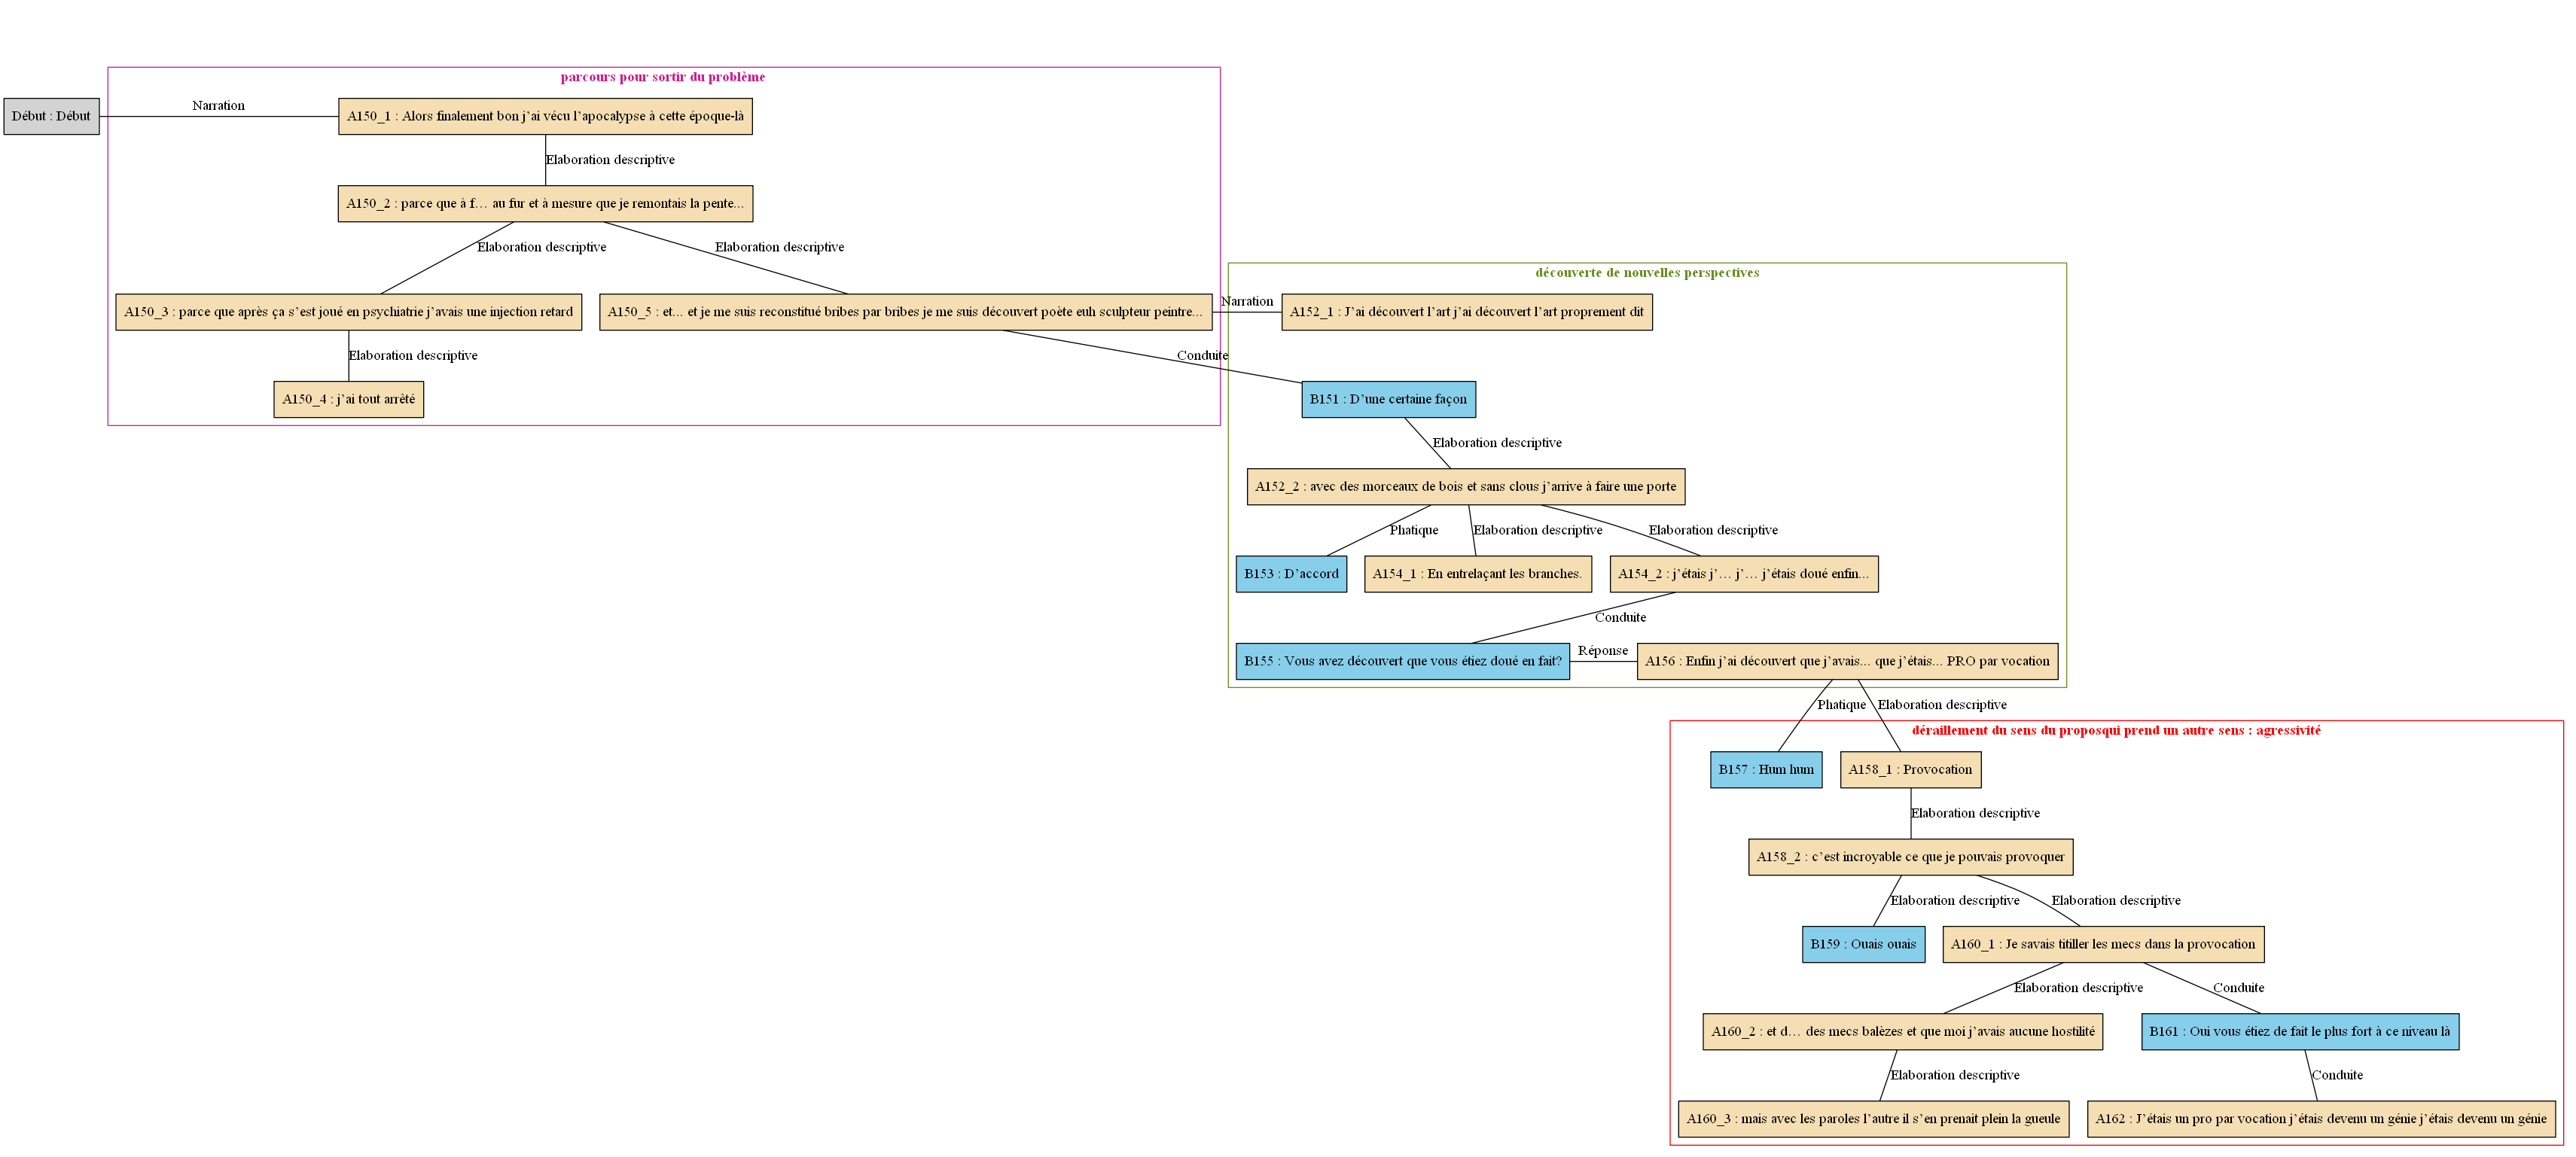 parcours pour sortir du problème
Début : Début
Narration
A150_1 : Alors finalement bon j’ai vécu l’apocalypse à cette époque-là
Elaboration descriptive
A150_2 : parce que à f… au fur et à mesure que je remontais la pente...
Elaboration descriptive
Elaboration descriptive
découverte de nouvelles perspectives
A150_3 : parce que après ça s’est joué en psychiatrie j’avais une injection retard
A150_5 : et... et je me suis reconstitué bribes par bribes je me suis découvert poète euh sculpteur peintre...
Narration
A152_1 : J’ai découvert l’art j’ai découvert l’art proprement dit
Elaboration descriptive
Conduite
A150_4 : j’ai tout arrêté
B151 : D’une certaine façon
Elaboration descriptive
A152_2 : avec des morceaux de bois et sans clous j’arrive à faire une porte
Phatique
Elaboration descriptive
Elaboration descriptive
B153 : D’accord
A154_1 : En entrelaçant les branches.
A154_2 : j’étais j’… j’… j’étais doué enfin...
Conduite
B155 : Vous avez découvert que vous étiez doué en fait?
Réponse
A156 : Enfin j’ai découvert que j’avais... que j’étais... PRO par vocation
Phatique
Elaboration descriptive
déraillement du sens du proposqui prend un autre sens : agressivité
B157 : Hum hum
A158_1 : Provocation
Elaboration descriptive
A158_2 : c’est incroyable ce que je pouvais provoquer
Elaboration descriptive
Elaboration descriptive
B159 : Ouais ouais
A160_1 : Je savais titiller les mecs dans la provocation
Elaboration descriptive
Conduite
A160_2 : et d… des mecs balèzes et que moi j’avais aucune hostilité
B161 : Oui vous étiez de fait le plus fort à ce niveau là
Elaboration descriptive
Conduite
A160_3 : mais avec les paroles l’autre il s’en prenait plein la gueule
A162 : J’étais un pro par vocation j’étais devenu un génie j’étais devenu un génie